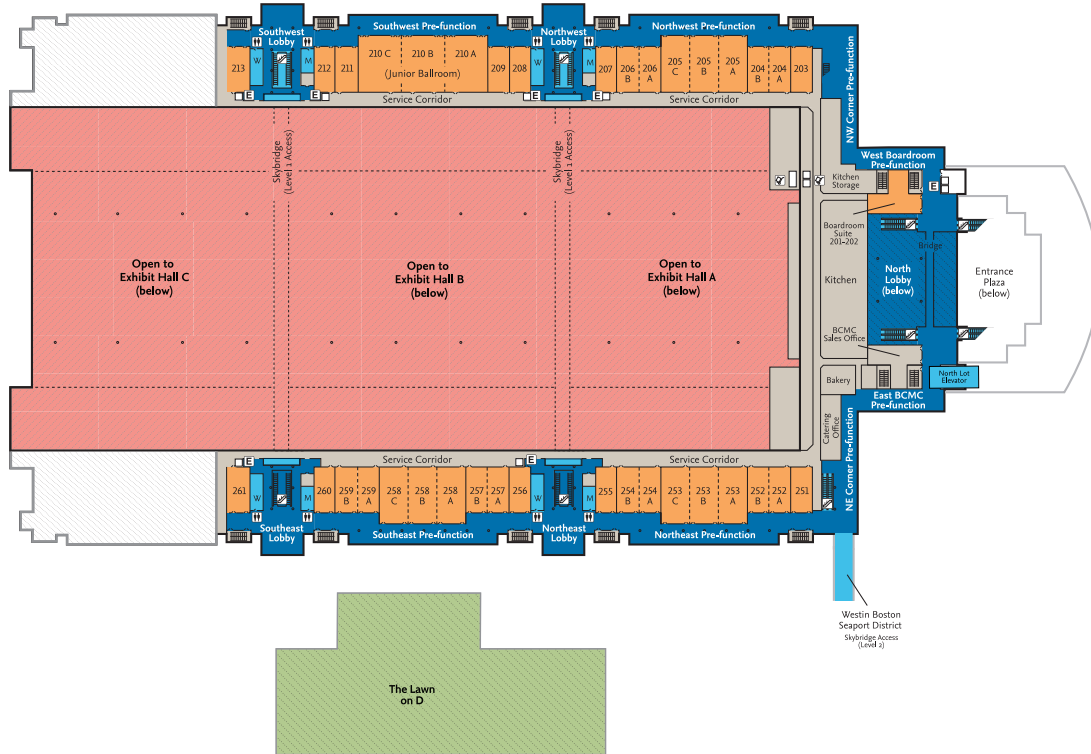 Southwest Pre-function
Northwest Pre-function
Southwest
Lobby
Northwest
Lobby
213
W
M
212
211
210 C
210 B
210 A
(Junior Ballroom)
209
208
W
M
207
206
B
206
A
205
C
205
B
205
A
204
B
204
A
203
E
E
Service Corridor
E
E
Service Corridor
NW Corner Pre-function
Skybridge
(Level 1 Access)
Skybridge
(Level 1 Access)
West Boardroom
Pre-function
Kitchen
Storage
E
Boardroom
Suite
201-202
Bridge
Open to
Exhibit Hall C
(below)
Open to
Exhibit Hall B
(below)
Open to
Exhibit Hall A
(below)
Kitchen
North
Lobby
(below)
Entrance
Plaza
(below)
BCMC
Sales Office
Bakery
North Lot
Elevator
East BCMC
Pre-function
Catering
Office
NE Corner Pre-function
E
Service Corridor
E
Service Corridor
261
W
M
260
259
B
259
A
258
C
258
B
258
A
257
B
257
A
256
W
M
255
254
B
254
A
253
C
253
B
253
A
252
B
252
A
251
Southeast
Lobby
Southeast Pre-function
Northeast
Lobby
Northeast Pre-function
Westin Boston
Seaport District
Skybridge Access
(Level 2)
The Lawn
on D